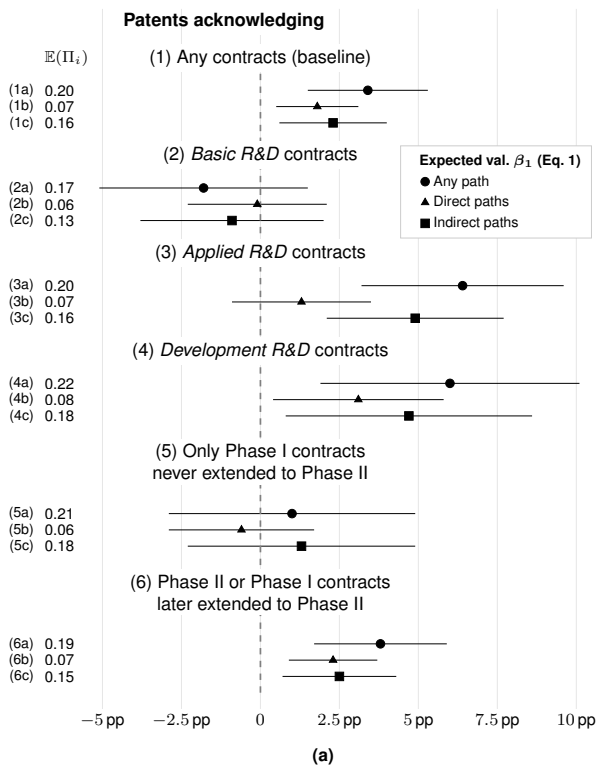 Patents acknowledging
𝔼(Πᵢ)
(1) Any contracts (baseline)
(1a) 0.20
(1b) 0.07
(1c) 0.16
(2) Basic R&D contracts
Expected val. β₁ (Eq. 1)
Any path
Direct paths
Indirect paths
(2a) 0.17
(2b) 0.06
(2c) 0.13
(3) Applied R&D contracts
(3a) 0.20
(3b) 0.07
(3c) 0.16
(4) Development R&D contracts
(4a) 0.22
(4b) 0.08
(4c) 0.18
(5) Only Phase I contracts
never extended to Phase II
(5a) 0.21
(5b) 0.06
(5c) 0.18
(6) Phase II or Phase I contracts
later extended to Phase II
(6a) 0.19
(6b) 0.07
(6c) 0.15
−5 pp −2.5 pp 0 2.5 pp 5 pp 7.5 pp 10 pp
(a)